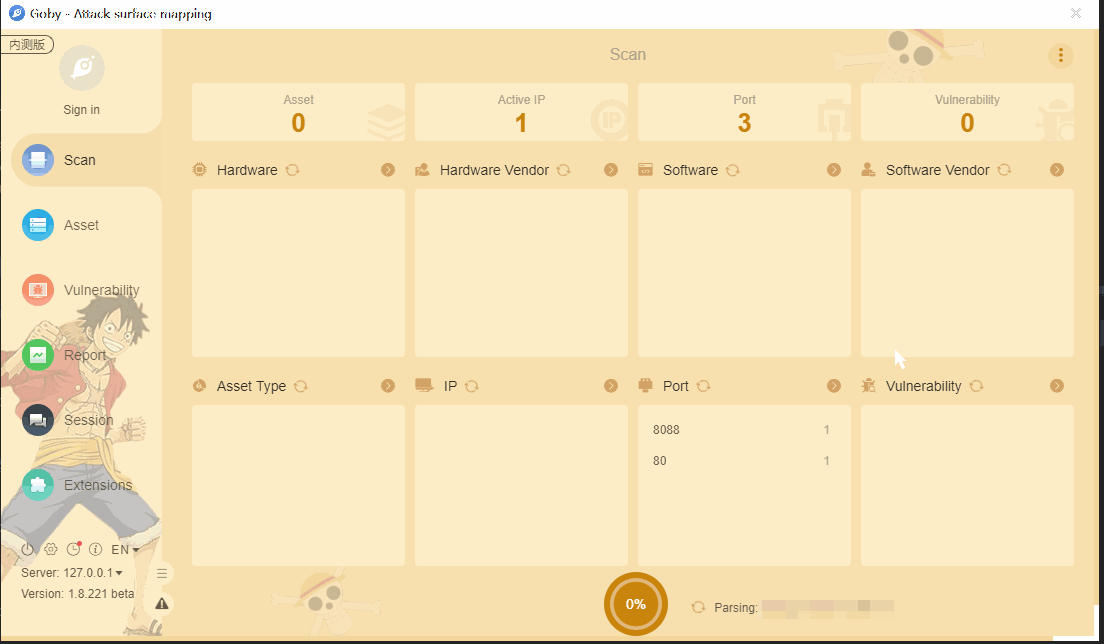 Goby - Attack surface mapping
内测版
Sign in
Scan
Asset
Vulnerability
Report
Session
Extensions
EN
Server: 127.0.0.1
Version: 1.8.221 beta
Scan
Asset
0
Active IP
1
IP
Port
3
Vulnerability
0
Hardware
Hardware Vendor
Software
Software Vendor
Asset Type
IP
Port
Vulnerability
8088 1
80 1
0%
Parsing: